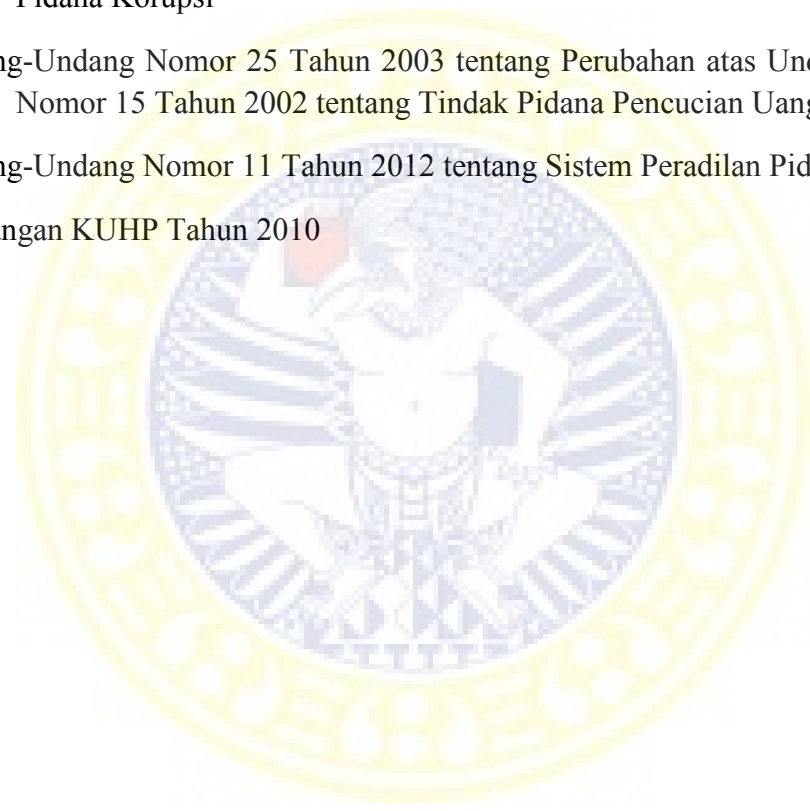 Pidana Korupsi
ng-Undang Nomor 25 Tahun 2003 tentang Perubahan atas Und
Nomor 15 Tahun 2002 tentang Tindak Pidana Pencucian Uang
ng-Undang Nomor 11 Tahun 2012 tentang Sistem Peradilan Pid
angan KUHP Tahun 2010